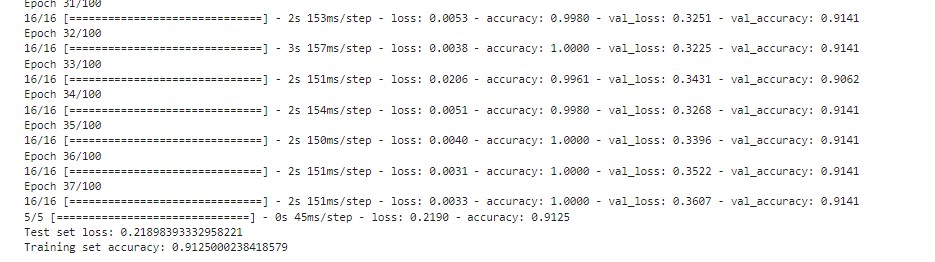 Epoch 31/100
16/16 [==============================] - 2s 153ms/step - loss: 0.0053 - accuracy: 0.9980 - val_loss: 0.3251 - val_accuracy: 0.9141
Epoch 32/100
16/16 [==============================] - 3s 157ms/step - loss: 0.0038 - accuracy: 1.0000 - val_loss: 0.3225 - val_accuracy: 0.9141
Epoch 33/100
16/16 [==============================] - 2s 151ms/step - loss: 0.0206 - accuracy: 0.9961 - val_loss: 0.3431 - val_accuracy: 0.9062
Epoch 34/100
16/16 [==============================] - 2s 154ms/step - loss: 0.0051 - accuracy: 0.9980 - val_loss: 0.3268 - val_accuracy: 0.9141
Epoch 35/100
16/16 [==============================] - 2s 150ms/step - loss: 0.0040 - accuracy: 1.0000 - val_loss: 0.3396 - val_accuracy: 0.9141
Epoch 36/100
16/16 [==============================] - 2s 151ms/step - loss: 0.0031 - accuracy: 1.0000 - val_loss: 0.3522 - val_accuracy: 0.9141
Epoch 37/100
16/16 [==============================] - 2s 151ms/step - loss: 0.0033 - accuracy: 1.0000 - val_loss: 0.3607 - val_accuracy: 0.9141
5/5 [==============================] - 0s 45ms/step - loss: 0.2190 - accuracy: 0.9125
Test set loss: 0.21898393332958221
Training set accuracy: 0.9125000238418579